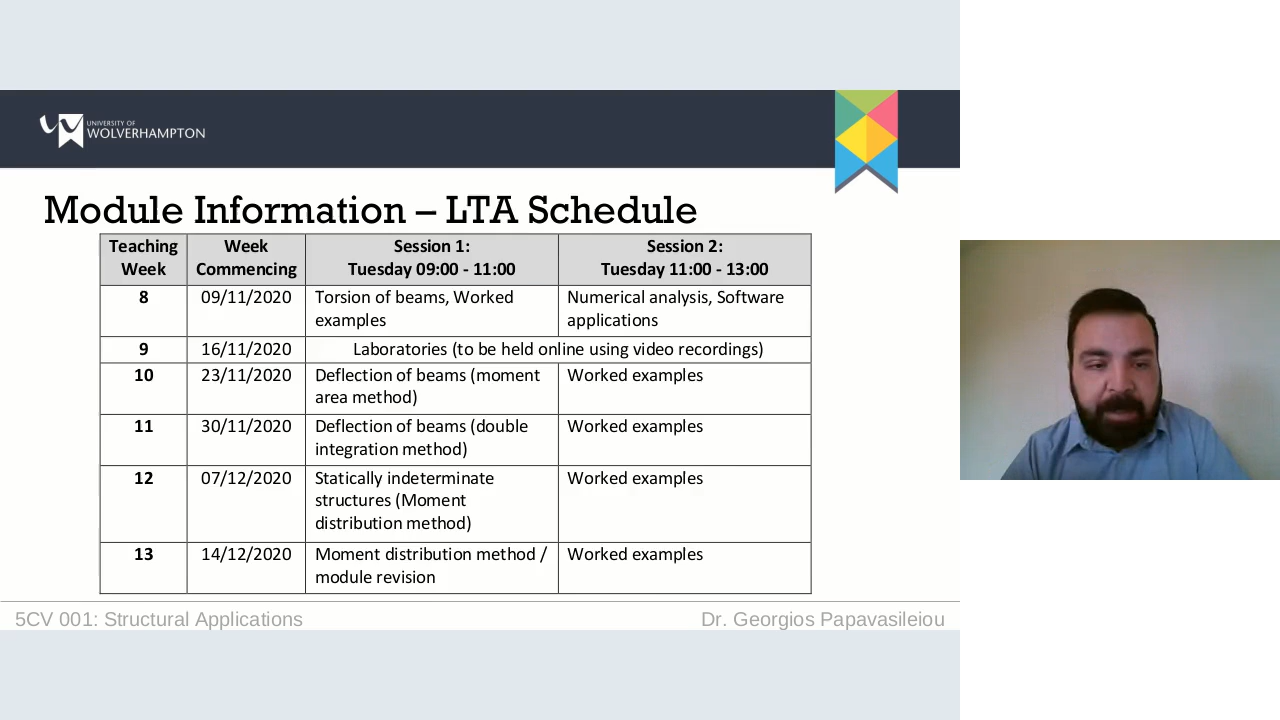 UNIVERSITY OF
WOLVERHAMPTON
Module Information – LTA Schedule
Teaching Week Session 1: Session 2:
Week Commencing Tuesday 09:00 - 11:00 Tuesday 11:00 - 13:00
8 09/11/2020 Torsion of beams, Worked Numerical analysis, Software
examples applications
9 16/11/2020 Laboratories (to be held online using video recordings)
10 23/11/2020 Deflection of beams (moment Worked examples
area method)
11 30/11/2020 Deflection of beams (double Worked examples
integration method)
12 07/12/2020 Statically indeterminate Worked examples
structures (Moment
distribution method)
13 14/12/2020 Moment distribution method / Worked examples
module revision
5CV 001: Structural Applications Dr. Georgios Papavasileiou